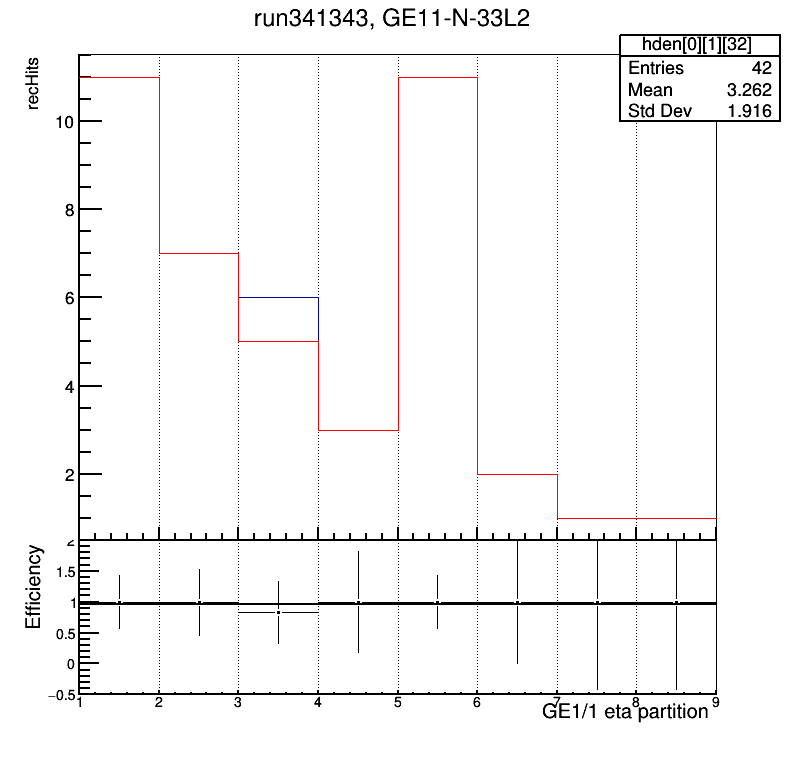 run341343, GE11-N-33L2
hden[0][1][32]
Entries 42
Mean 3.262
Std Dev 1.916
recHits
10
8
6
4
2
Efficiency
2
1.5
1
0.5
0
−0.5
1 2 3 4 5 6 7 8 9
GE1/1 eta partition